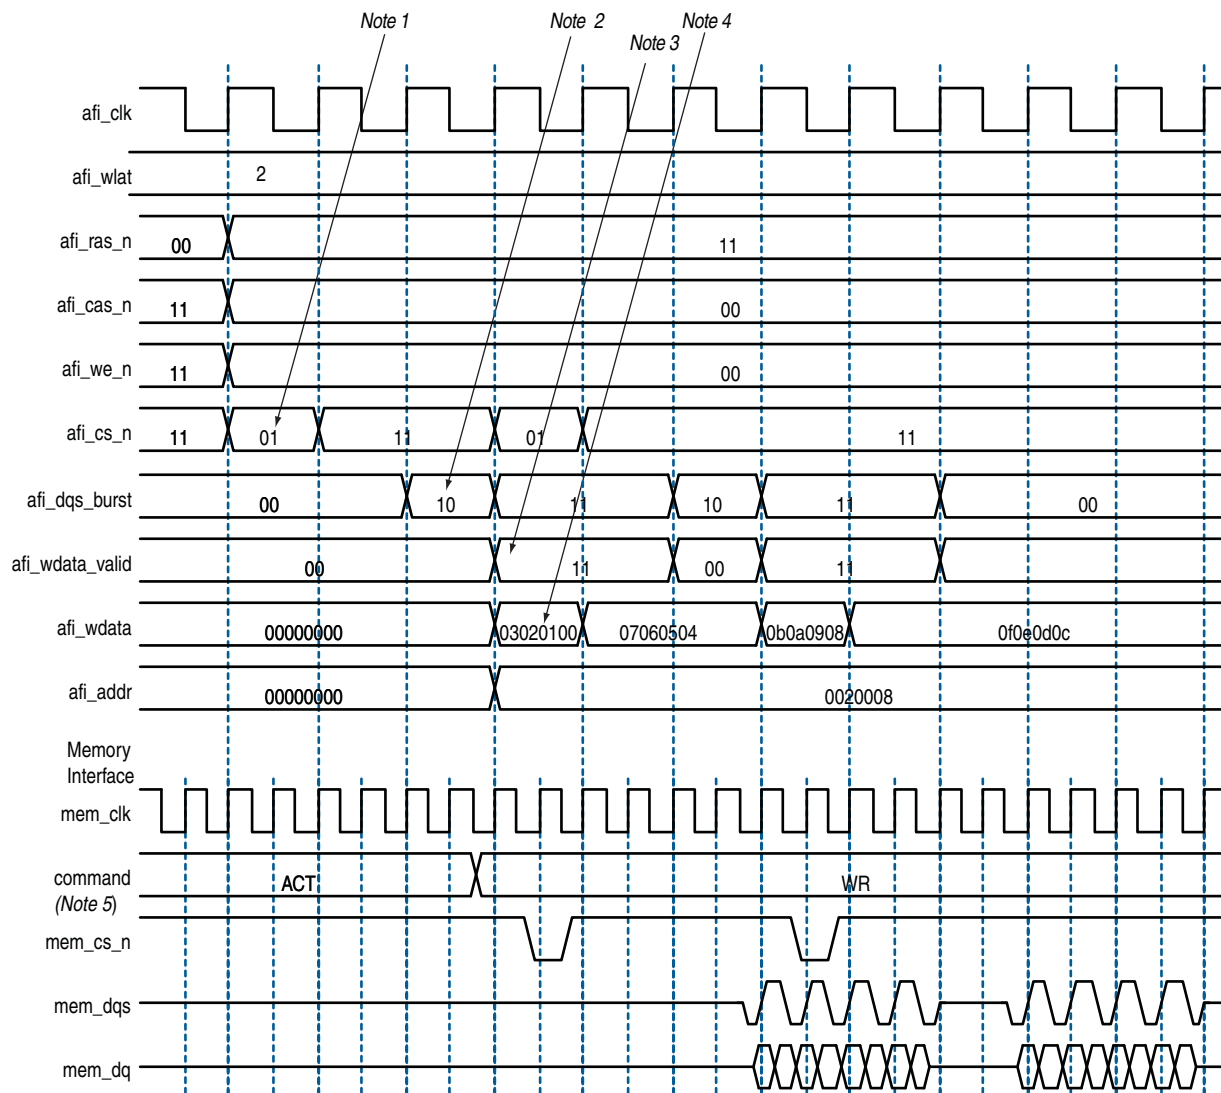 Note 1
Note 2
Note 3
Note 4
afi_clk
afi_wlat
2
afi_ras_n
00
11
afi_cas_n
11
00
afi_we_n
11
00
afi_cs_n
11
01
11
01
11
afi_dqs_burst
00
10
11
10
11
00
afi_wdata_valid
00
11
00
11
afi_wdata
00000000
03020100
07060504
0b0a0908
0f0e0d0c
afi_addr
00000000
0020008
Memory
Interface
mem_clk
command
(Note 5)
ACT
WR
mem_cs_n
mem_dqs
mem_dq